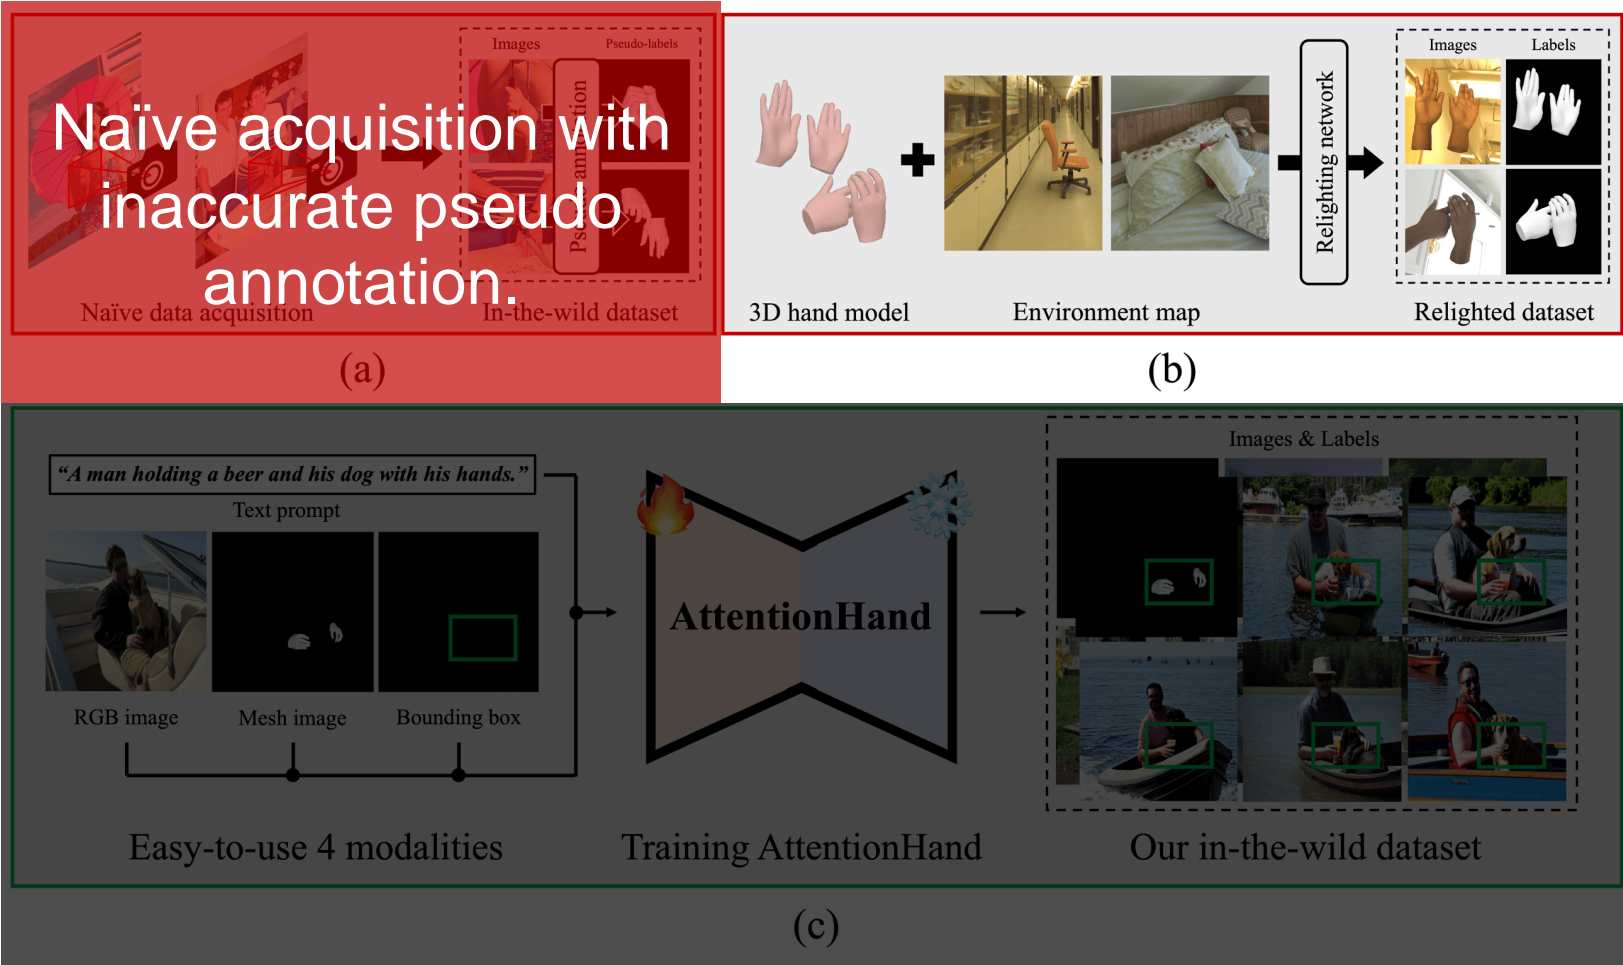 Images
Pseudo-labels
Pseudo annotation
Naïve acquisition with
inaccurate pseudo
annotation.
Naïve data acquisition
In-the-wild dataset
(a)
Images
Labels
Relighting network
3D hand model
Environment map
Relighted dataset
(b)
“A man holding a beer and his dog with his hands.”
Text prompt
RGB image
Mesh image
Bounding box
AttentionHand
Images & Labels
Easy-to-use 4 modalities
Training AttentionHand
Our in-the-wild dataset
(c)